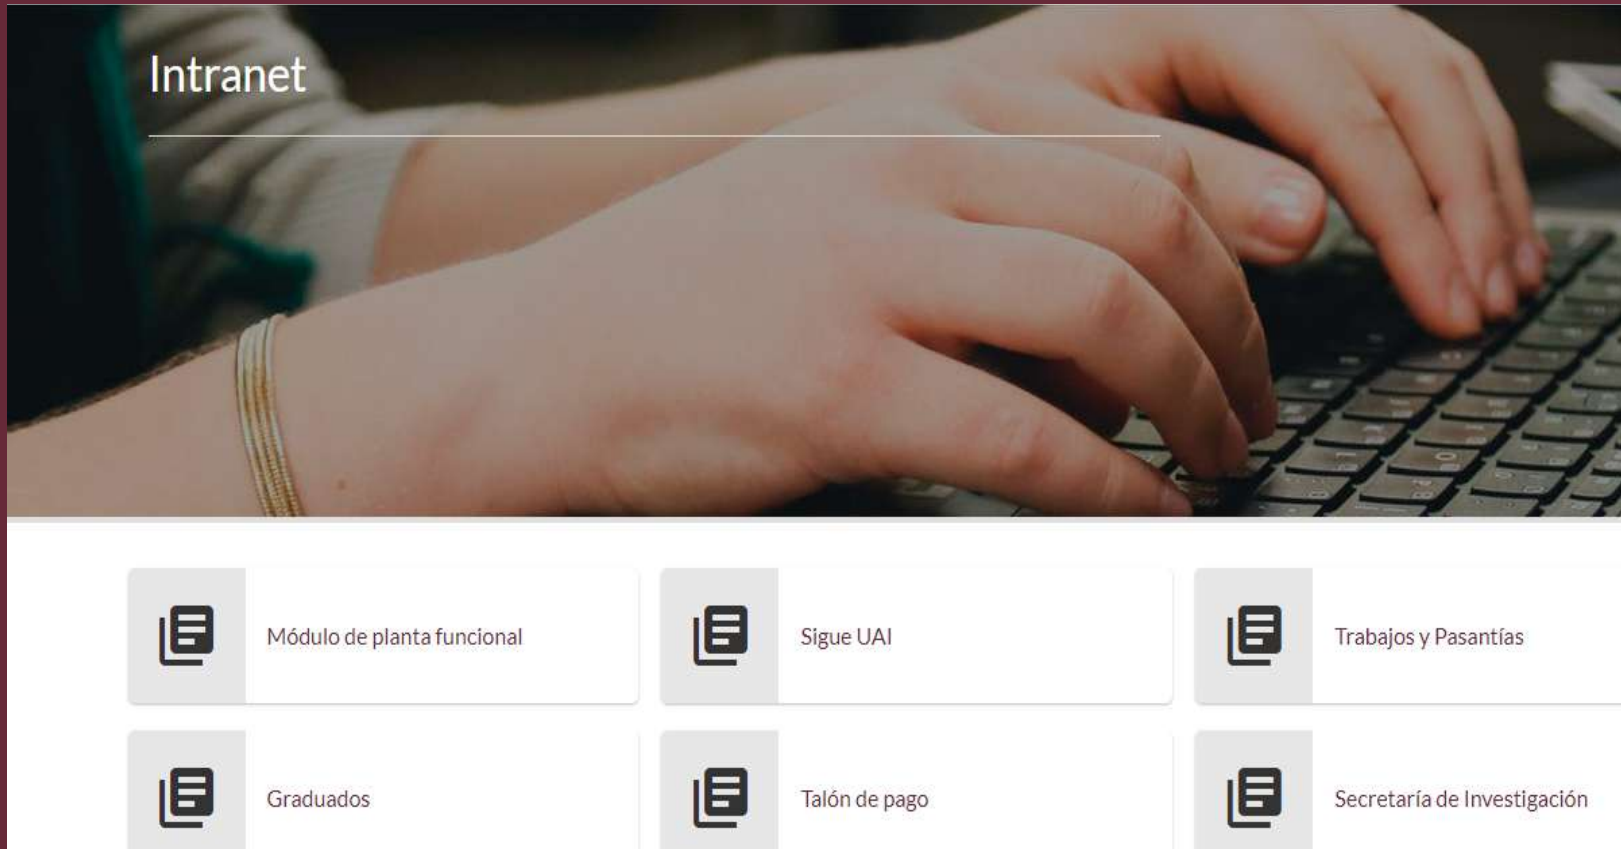 Intranet
Módulo de planta funcional
Sigue UAI
Trabajos y Pasantías
Graduados
Talón de pago
Secretaría de Investigación